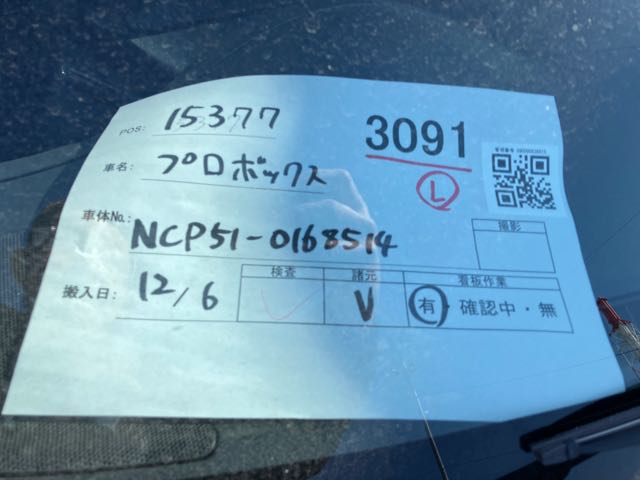 POS: 15377
3091
L
車名: プロボックス
車体No.: NCP51-0168514
撮影
搬入日: 12/6
検査 諸元 看板作業
✓ V 有・確認中・無